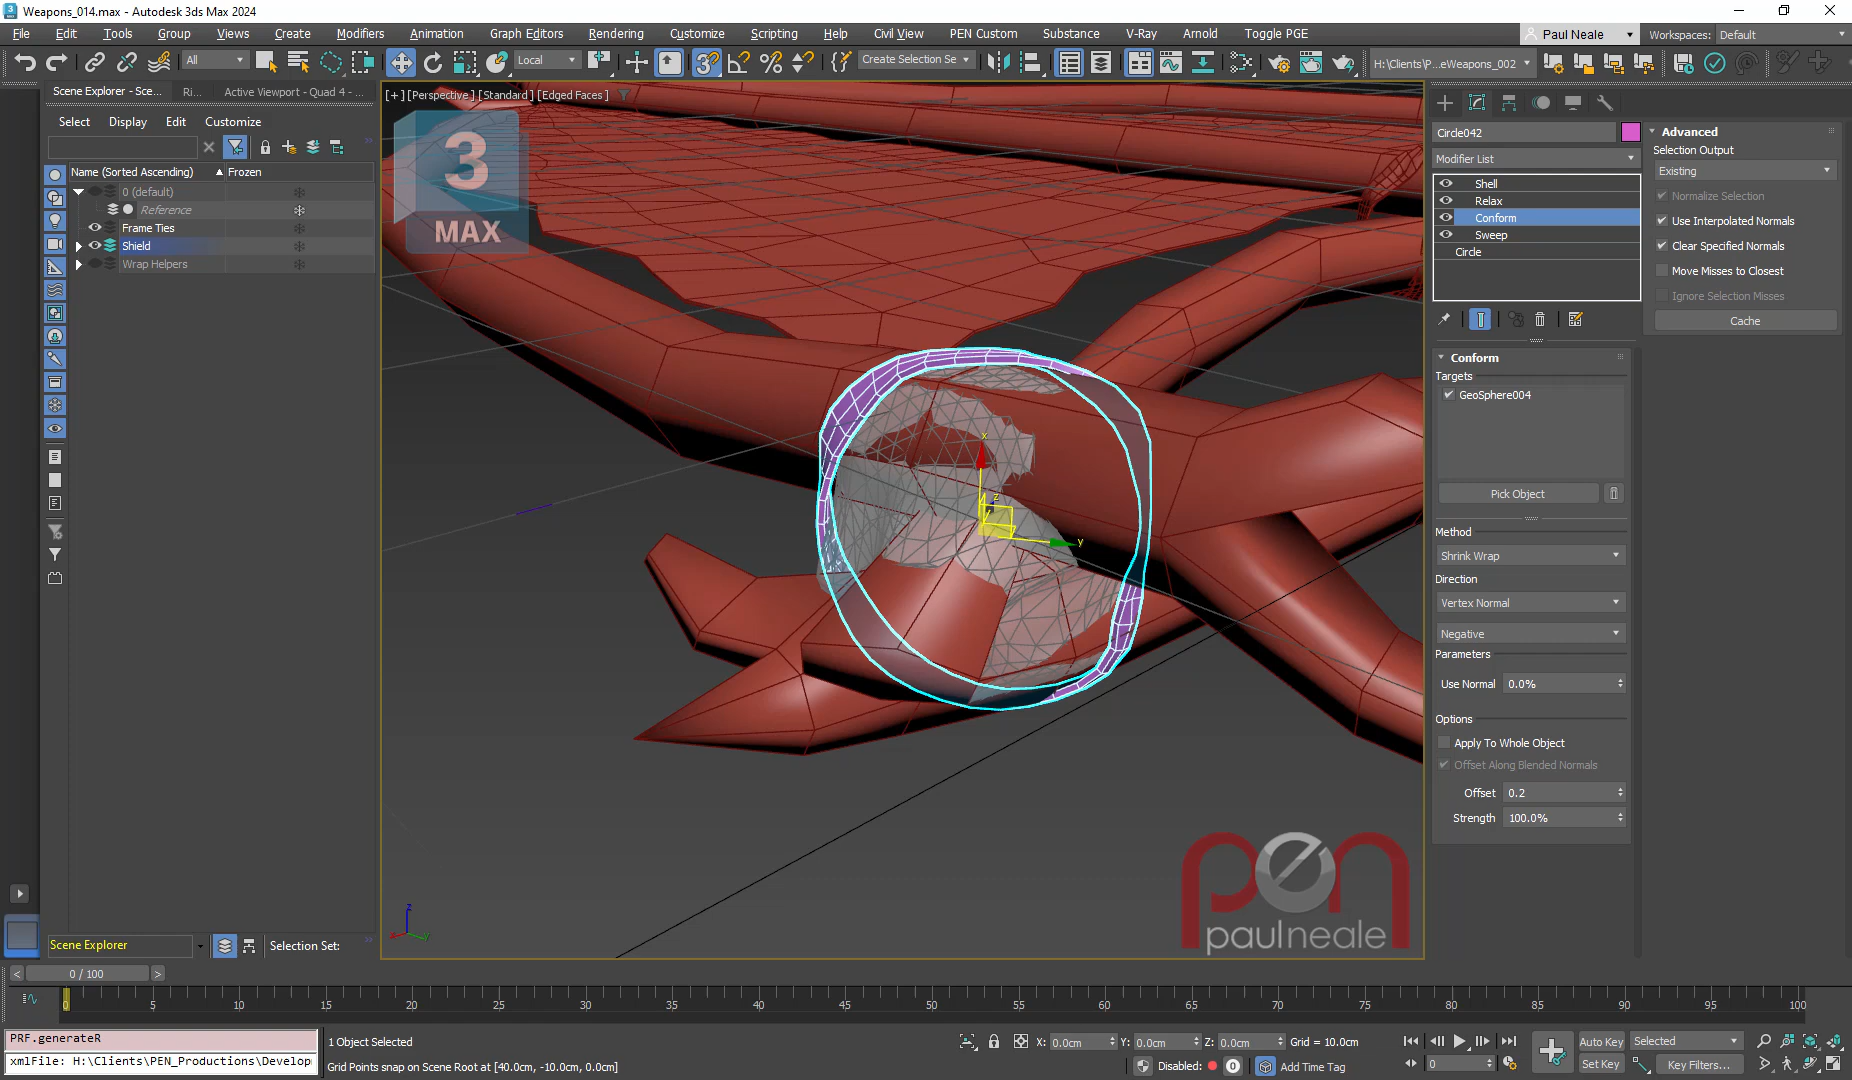 Weapons_014.max - Autodesk 3ds Max 2024
File Edit Tools Group Views Create Modifiers Animation Graph Editors Rendering Customize Scripting Help Civil View PEN Custom Substance V-Ray Arnold Toggle PGE
Paul Neale Workspaces: Default
All Local Create Selection Se H:\Clients\P...eWeapons_002
Scene Explorer - Sce... Ri... Active Viewport - Quad 4 - ...
Select Display Edit Customize
Name (Sorted Ascending) Frozen
0 (default)
Reference
Frame Ties
Shield
Wrap Helpers
Scene Explorer Selection Set:
[+] [Perspective] [Standard] [Edged Faces]
3
MAX
pen
paulneale
x
z
y
z
Circle042
Modifier List
Shell
Relax
Conform
Sweep
Circle
Conform
Targets
GeoSphere004
Pick Object
Method
Shrink Wrap
Direction
Vertex Normal
Negative
Parameters
Use Normal 0.0%
Options
Apply To Whole Object
Offset Along Blended Normals
Offset 0.2
Strength 100.0%
Advanced
Selection Output
Existing
Normalize Selection
Use Interpolated Normals
Clear Specified Normals
Move Misses to Closest
Ignore Selection Misses
Cache
< 0 / 100 >
0 5 10 15 20 25 30 35 40 45 50 55 60 65 70 75 80 85 90 95 100
PRF.generateR
xmlFile: H:\Clients\PEN_Productions\Develop
1 Object Selected
Grid Points snap on Scene Root at [40.0cm, -10.0cm, 0.0cm]
X: 0.0cm Y: 0.0cm Z: 0.0cm Grid = 10.0cm
Disabled: 0 Add Time Tag
0
Auto Key Selected
Set Key Key Filters...